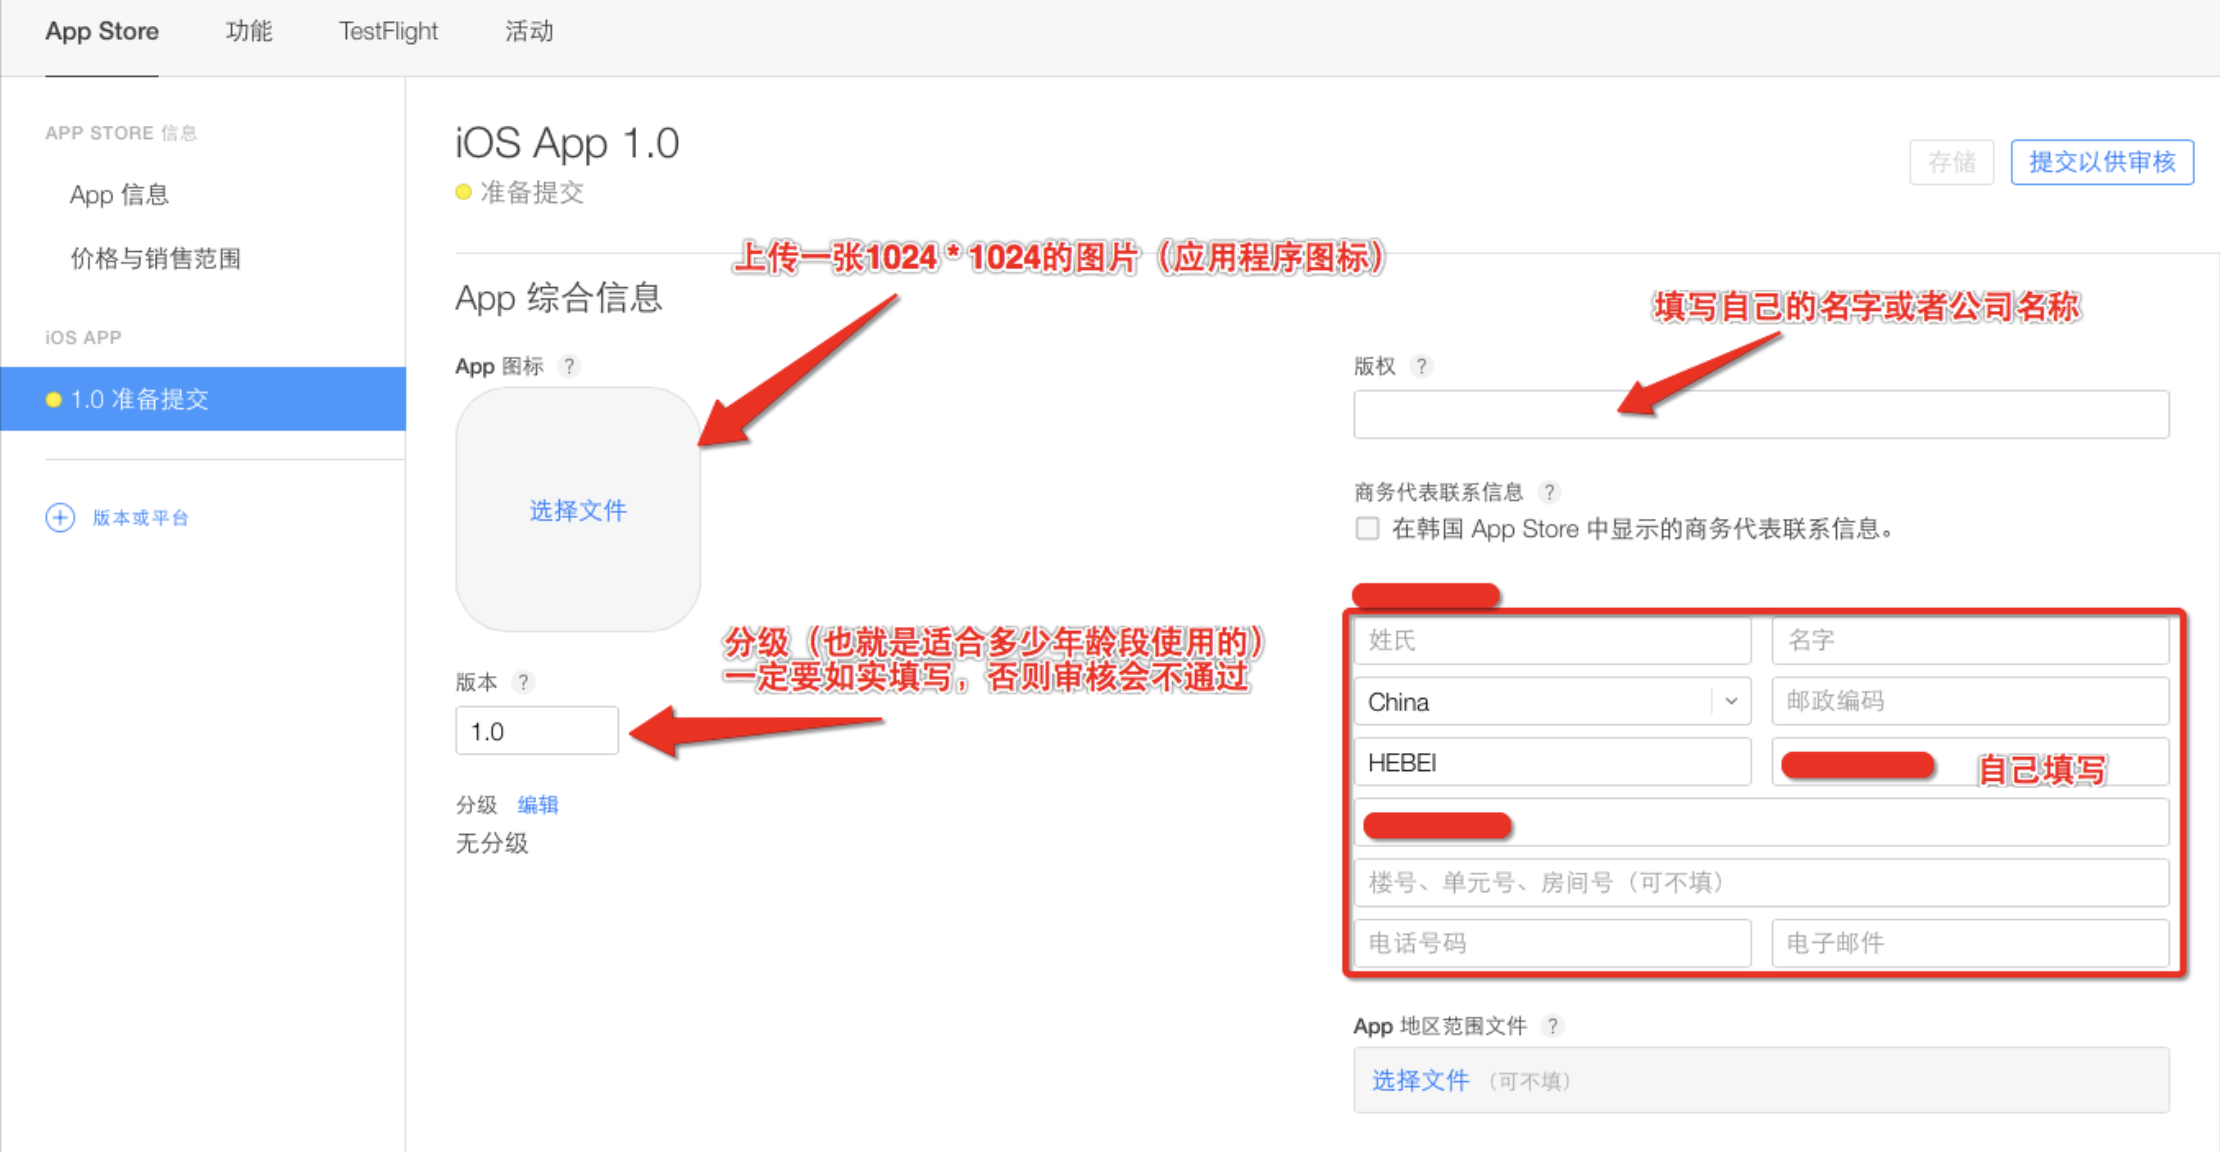 App Store
功能
TestFlight
活动
APP STORE 信息
App 信息
价格与销售范围
iOS APP
1.0 准备提交
版本或平台
iOS App 1.0
准备提交
存储
提交以供审核
上传一张1024 * 1024的图片（应用程序图标）
App 综合信息
填写自己的名字或者公司名称
App 图标 ?
选择文件
版权 ?
商务代表联系信息 ?
在韩国 App Store 中显示的商务代表联系信息。
分级（也就是适合多少年龄段使用的）
一定要如实填写，否则审核会不通过
版本 ?
1.0
分级 编辑
无分级
姓氏
名字
China
邮政编码
HEBEI
自己填写
楼号、单元号、房间号（可不填）
电话号码
电子邮件
App 地区范围文件 ?
选择文件 （可不填）